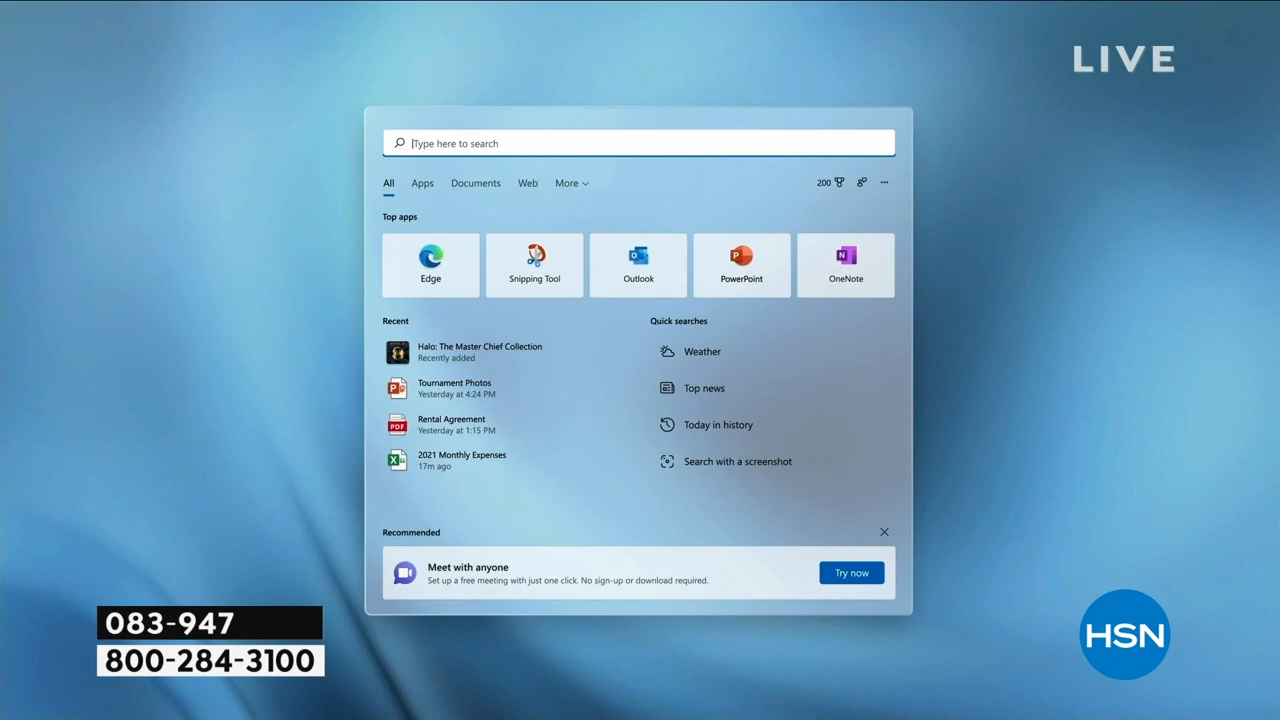 LIVE
Type here to search
All Apps Documents Web More
200
Top apps
Edge Snipping Tool Outlook PowerPoint OneNote
Recent
Quick searches
Halo: The Master Chief Collection
Recently added
Weather
Tournament Photos
Yesterday at 4:24 PM
Top news
Rental Agreement
Yesterday at 1:15 PM
Today in history
2021 Monthly Expenses
17m ago
Search with a screenshot
Recommended
Meet with anyone
Set up a free meeting with just one click. No sign-up or download required.
Try now
083-947
800-284-3100
HSN